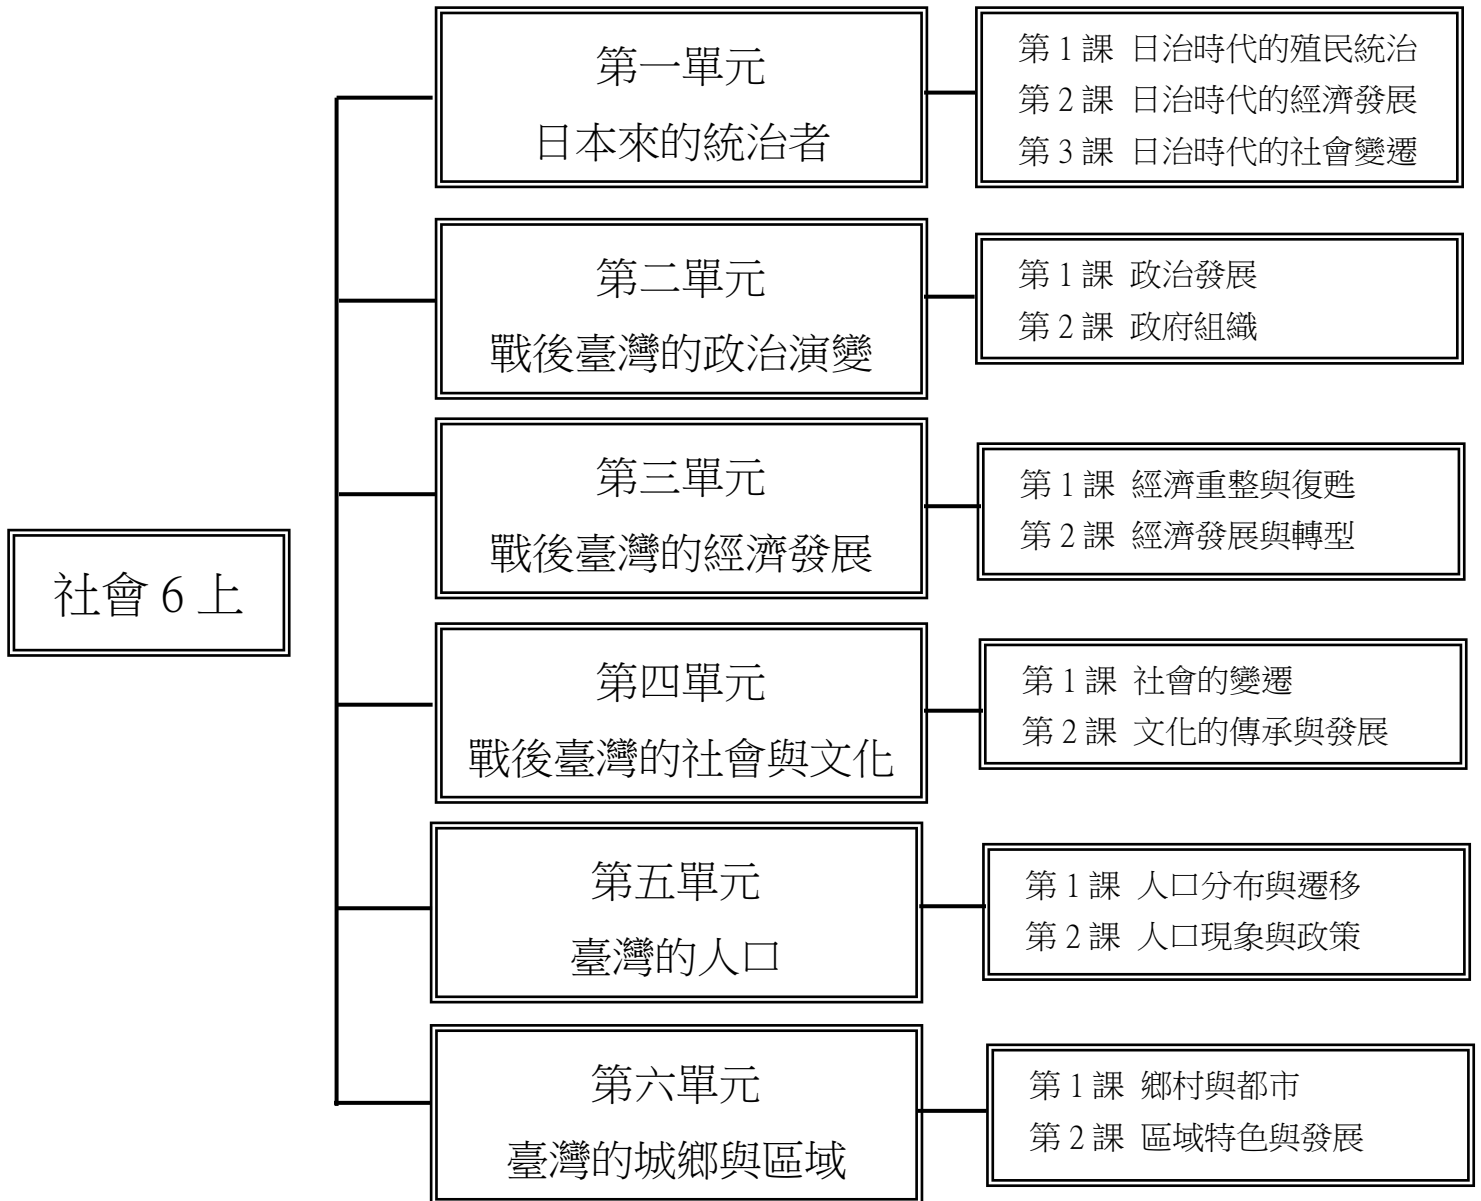 社會 6 上
第一單元
日本來的統治者
第 1 課 日治時代的殖民統治
第 2 課 日治時代的經濟發展
第 3 課 日治時代的社會變遷
第二單元
戰後臺灣的政治演變
第 1 課 政治發展
第 2 課 政府組織
第三單元
戰後臺灣的經濟發展
第 1 課 經濟重整與復甦
第 2 課 經濟發展與轉型
第四單元
戰後臺灣的社會與文化
第 1 課 社會的變遷
第 2 課 文化的傳承與發展
第五單元
臺灣的人口
第 1 課 人口分布與遷移
第 2 課 人口現象與政策
第六單元
臺灣的城鄉與區域
第 1 課 鄉村與都市
第 2 課 區域特色與發展